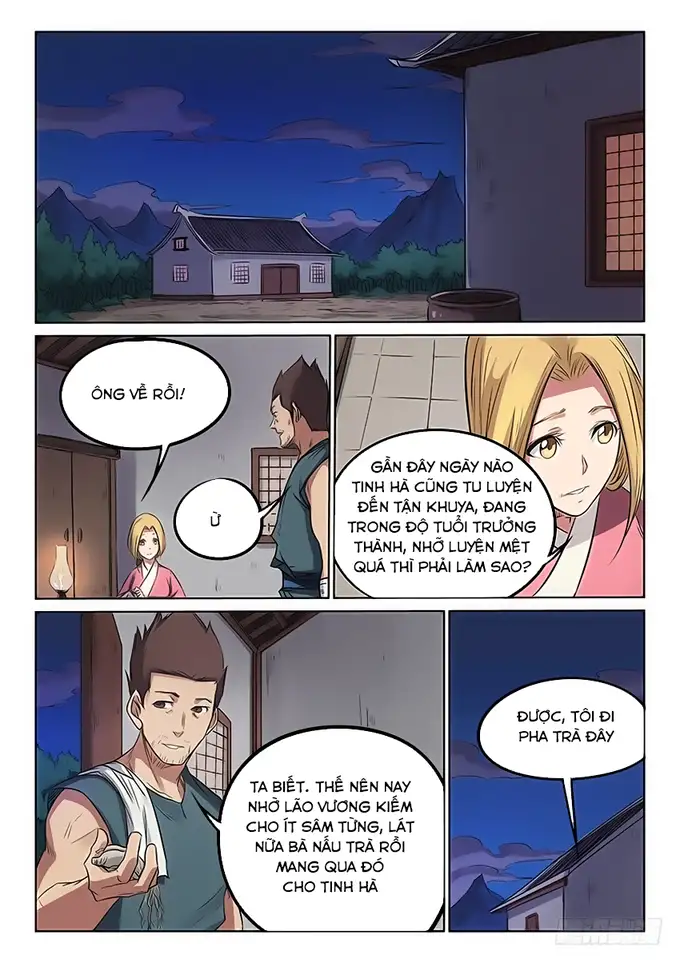 ÔNG VỀ RỒI!
Ừ
GẦN ĐÂY NGÀY NÀO
TINH HÀ CŨNG TU LUYỆN
ĐẾN TẬN KHUYA, ĐANG
TRONG ĐỘ TUỔI TRƯỞNG
THÀNH, NHỠ LUYỆN MỆT
QUÁ THÌ PHẢI LÀM SAO?
TA BIẾT. THẾ NÊN NAY
NHỜ LÃO VƯƠNG KIẾM
CHO ÍT SÂM TỪNG, LÁT
NỮA BÀ NẤU TRÀ RỒI
MANG QUA ĐÓ
CHO TINH HÀ
ĐƯỢC, TÔI ĐI
PHA TRÀ ĐÂY